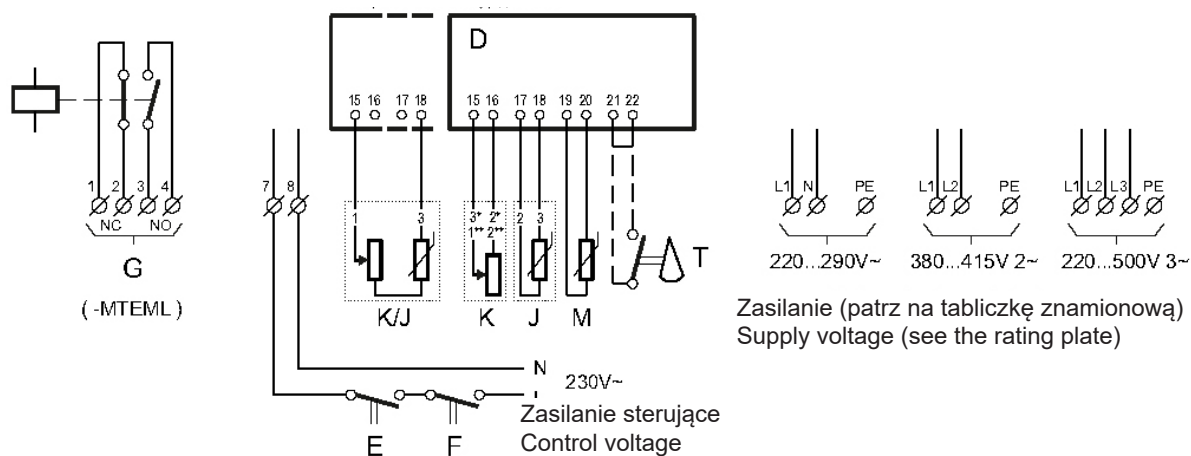 D
15 16 17 18
15 16 17 18 19 20 21 22
1 2 3 4
NC NO
G
( -MTEML )
7 8
1 3
3* 2* 2 3
1** 2**
K/J K J M
T
L1 N PE
220...290V~
L1 L2 PE
380...415V 2~
L1 L2 L3 PE
220...500V 3~
Zasilanie (patrz na tabliczkę znamionową)
Supply voltage (see the rating plate)
N
230V~
Zasilanie sterujące
Control voltage
E F